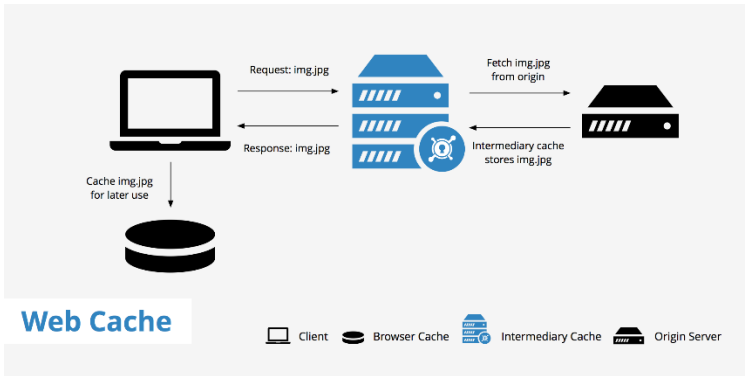 Request: img.jpg
Fetch img.jpg
from origin
Response: img.jpg
Intermediary cache
stores img.jpg
Cache img.jpg
for later use
Web Cache
Client
Browser Cache
Intermediary Cache
Origin Server